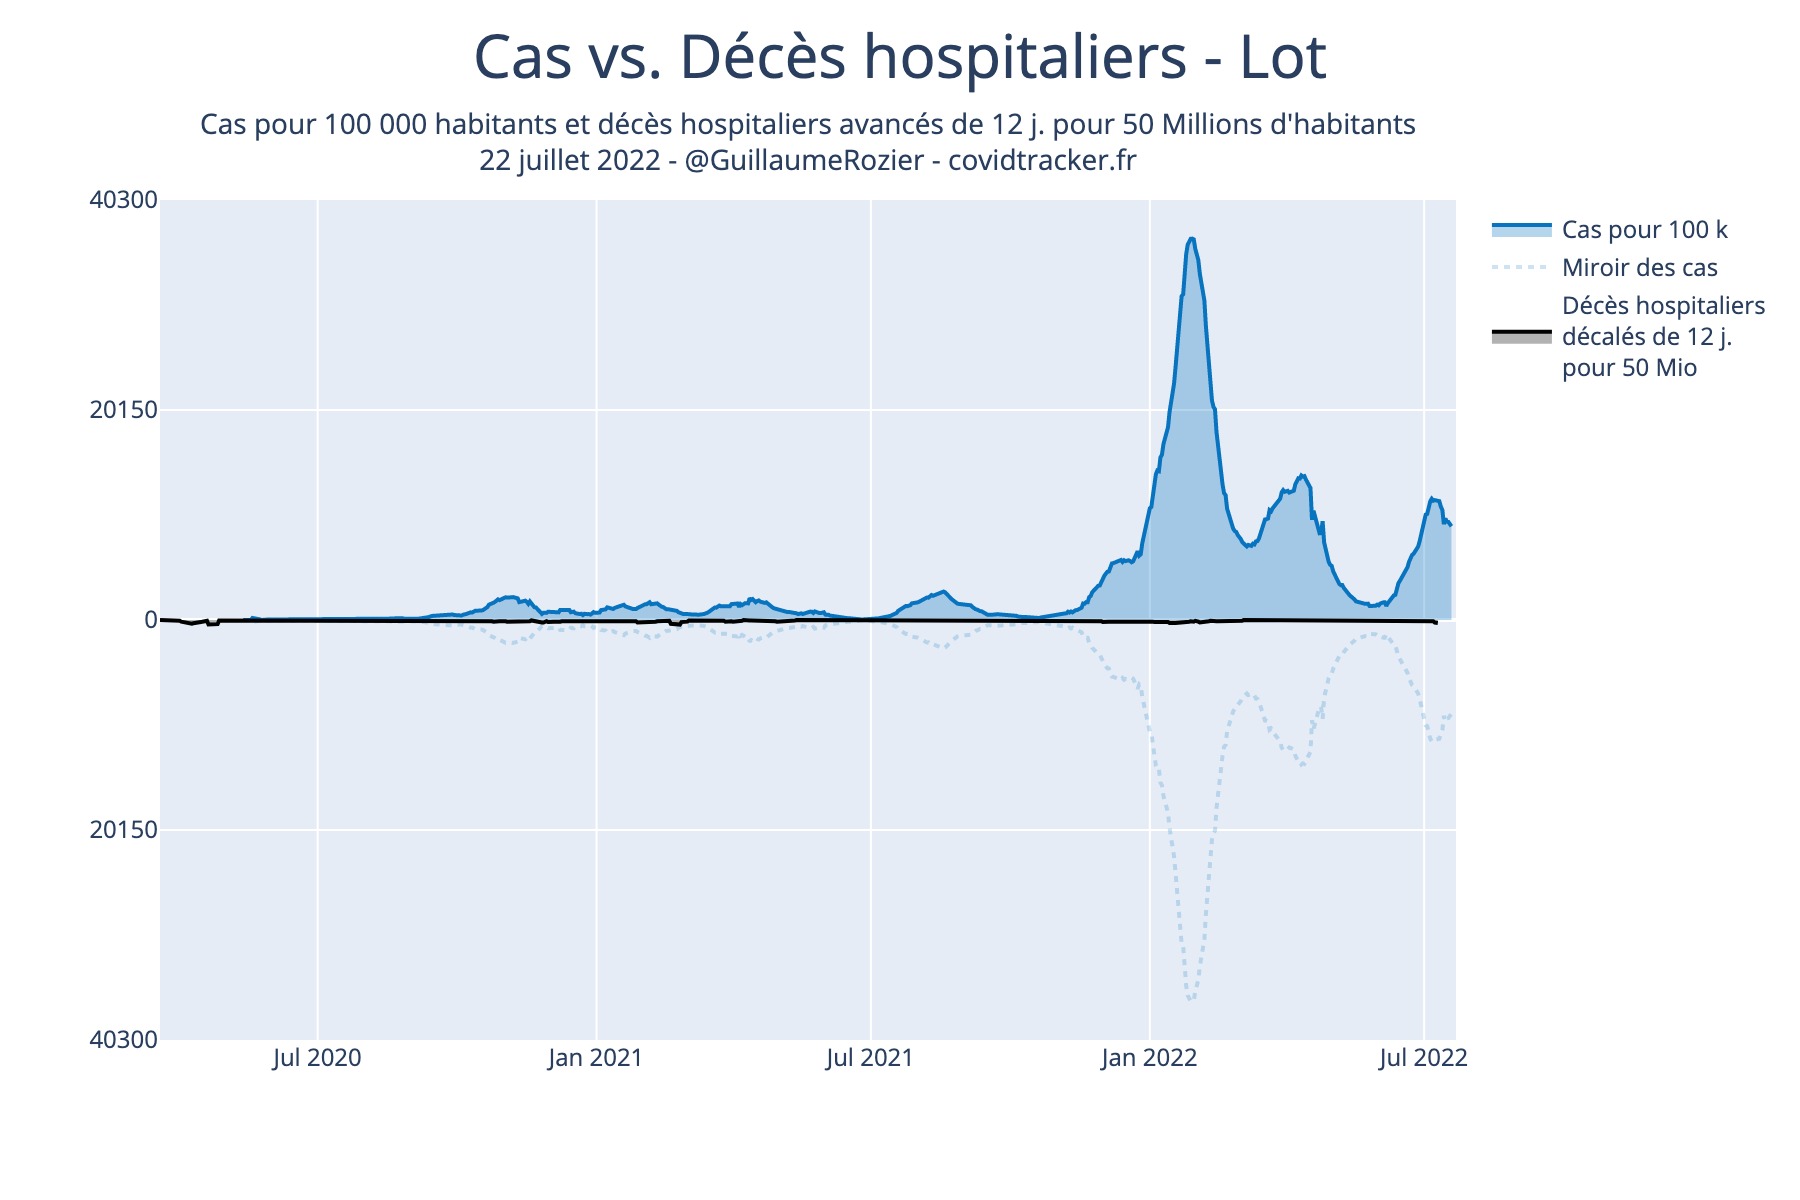 Cas vs. Décès hospitaliers - Lot
Cas pour 100 000 habitants et décès hospitaliers avancés de 12 j. pour 50 Millions d'habitants
22 juillet 2022 - @GuillaumeRozier - covidtracker.fr
40300
20150
0
20150
40300
Jul 2020
Jan 2021
Jul 2021
Jan 2022
Jul 2022
Cas pour 100 k
Miroir des cas
Décès hospitaliers
décalés de 12 j.
pour 50 Mio